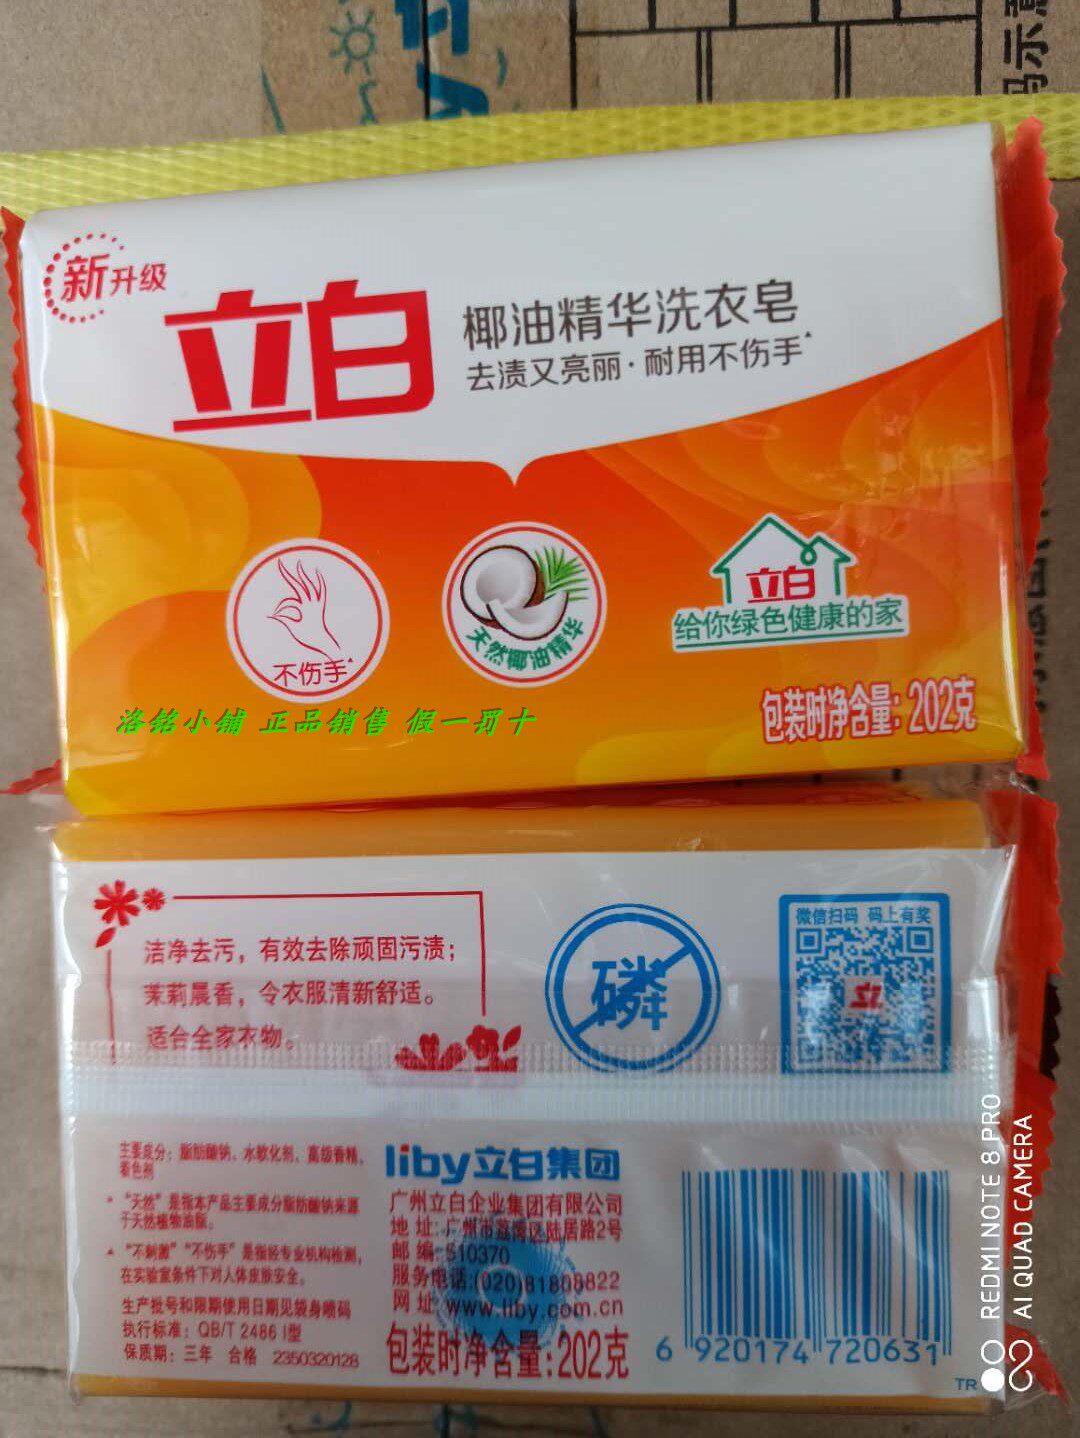 新升级
立白
椰油精华洗衣皂
去渍又亮丽·耐用不伤手▲
不伤手▲
天然椰油精华
立白
给你绿色健康的家
洛铭小铺 正品销售 假一罚十
包装时净含量：202克
洁净去污，有效去除顽固污渍；
茉莉晨香，令衣服清新舒适。
适合全家衣物。
磷
微信扫码 码上有奖
立白
主要成分：脂肪酸钠、水软化剂、高级香精、
着色剂
▲ “天然”是指本产品主要成分脂肪酸钠来源
于天然植物油脂。
▲ “不刺激”“不伤手”是指经专业机构检测，
在实验室条件下对人体皮肤安全。
生产批号和限期使用日期见袋身喷码
执行标准：QB/T 2486 I型
保质期：三年 合格 2350320128
liby立白集团
广州立白企业集团有限公司
地址:广州市荔湾区陆居路2号
邮编:510370
服务电话:(020)81808822
网址:www.liby.com.cn
包装时净含量:202克
6 920174 720631
TR
REDMI NOTE 8 PRO
AI QUAD CAMERA